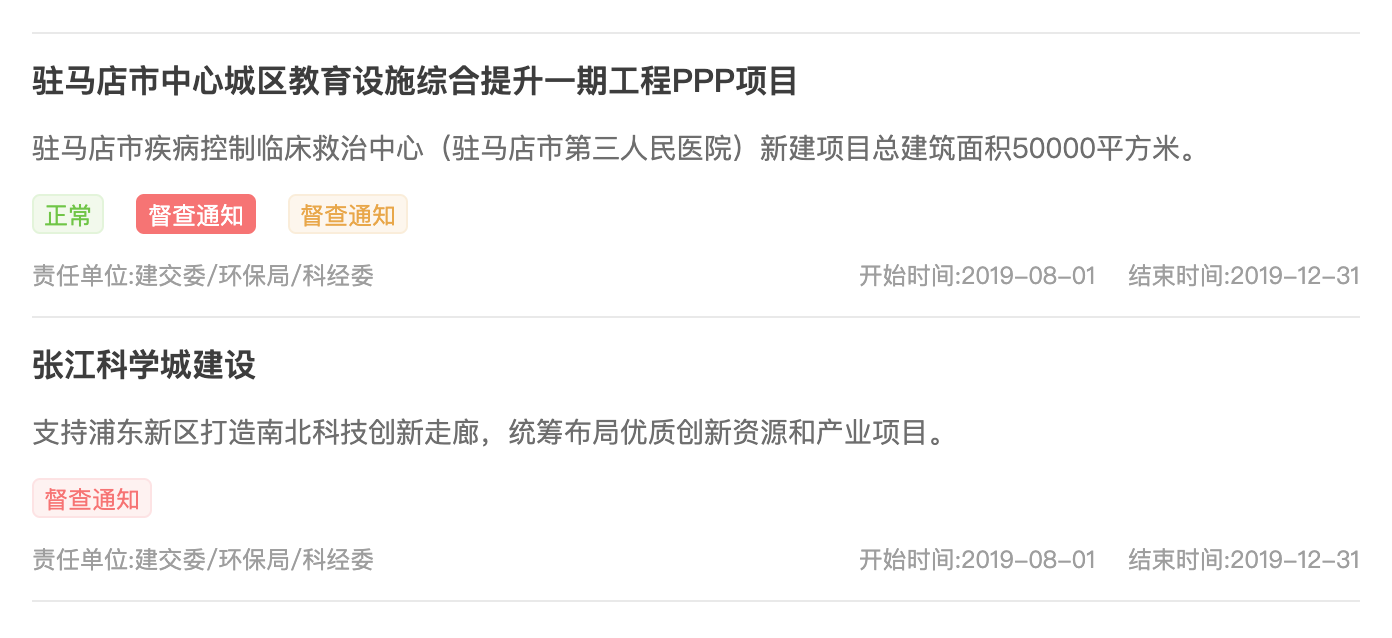 驻马店市中心城区教育设施综合提升一期工程PPP项目
驻马店市疾病控制临床救治中心（驻马店市第三人民医院）新建项目总建筑面积50000平方米。
正常 督查通知 督查通知
责任单位:建交委/环保局/科经委 开始时间:2019-08-01 结束时间:2019-12-31
张江科学城建设
支持浦东新区打造南北科技创新走廊，统筹布局优质创新资源和产业项目。
督查通知
责任单位:建交委/环保局/科经委 开始时间:2019-08-01 结束时间:2019-12-31